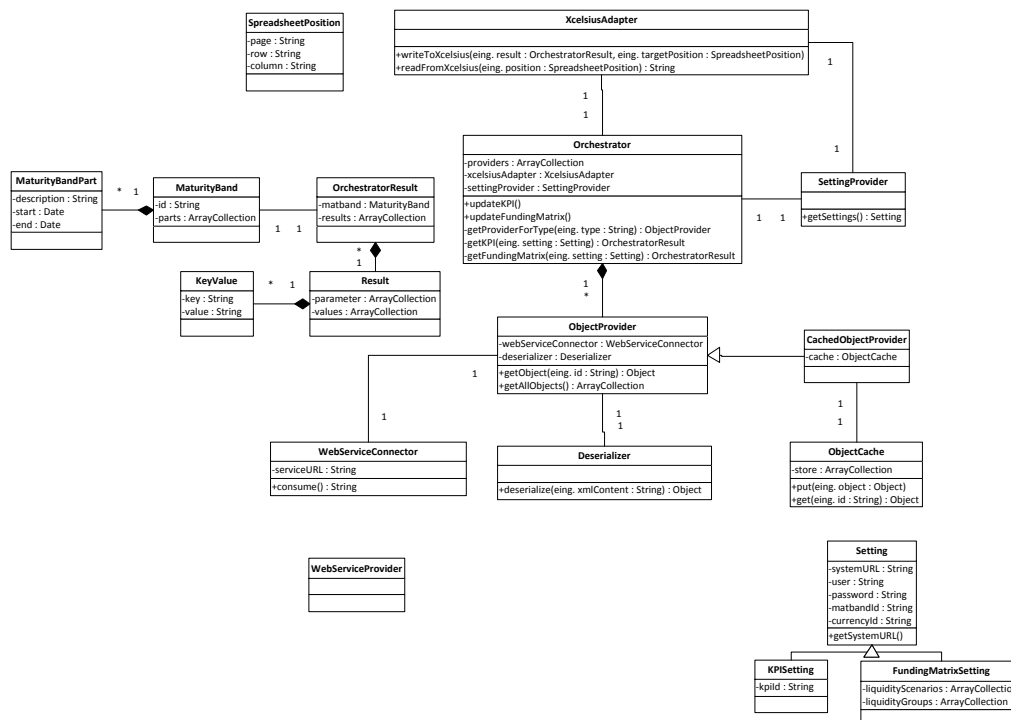 SpreadsheetPosition
-page : String
-row : String
-column : String
XcelsiusAdapter
+writeToXcelsius(eing. result : OrchestratorResult, eing. targetPosition : SpreadsheetPosition)
+readFromXcelsius(eing. position : SpreadsheetPosition) : String
1
1
1
1
Orchestrator
-providers : ArrayCollection
-xcelsiusAdapter : XcelsiusAdapter
-settingProvider : SettingProvider
+updateKPI()
+updateFundingMatrix()
-getProviderForType(eing. type : String) : ObjectProvider
-getKPI(eing. setting : Setting) : OrchestratorResult
-getFundingMatrix(eing. setting : Setting) : OrchestratorResult
SettingProvider
+getSettings() : Setting
1 1
MaturityBandPart
-description : String
-start : Date
-end : Date
* 1
MaturityBand
-id : String
-parts : ArrayCollection
1 1
OrchestratorResult
-matband : MaturityBand
-results : ArrayCollection
*
1
KeyValue
-key : String
-value : String
* 1
Result
-parameter : ArrayCollection
-values : ArrayCollection
1
*
ObjectProvider
-webServiceConnector : WebServiceConnector
-deserializer : Deserializer
+getObject(eing. id : String) : Object
+getAllObjects() : ArrayCollection
CachedObjectProvider
-cache : ObjectCache
1
1
1
1
1
1
WebServiceConnector
-serviceURL : String
+consume() : String
Deserializer
+deserialize(eing. xmlContent : String) : Object
ObjectCache
-store : ArrayCollection
+put(eing. object : Object)
+get(eing. id : String) : Object
WebServiceProvider
Setting
-systemURL : String
-user : String
-password : String
-matbandId : String
-currencyId : String
+getSystemURL()
KPISetting
-kpiId : String
FundingMatrixSetting
-liquidityScenarios : ArrayCollection
-liquidityGroups : ArrayCollection